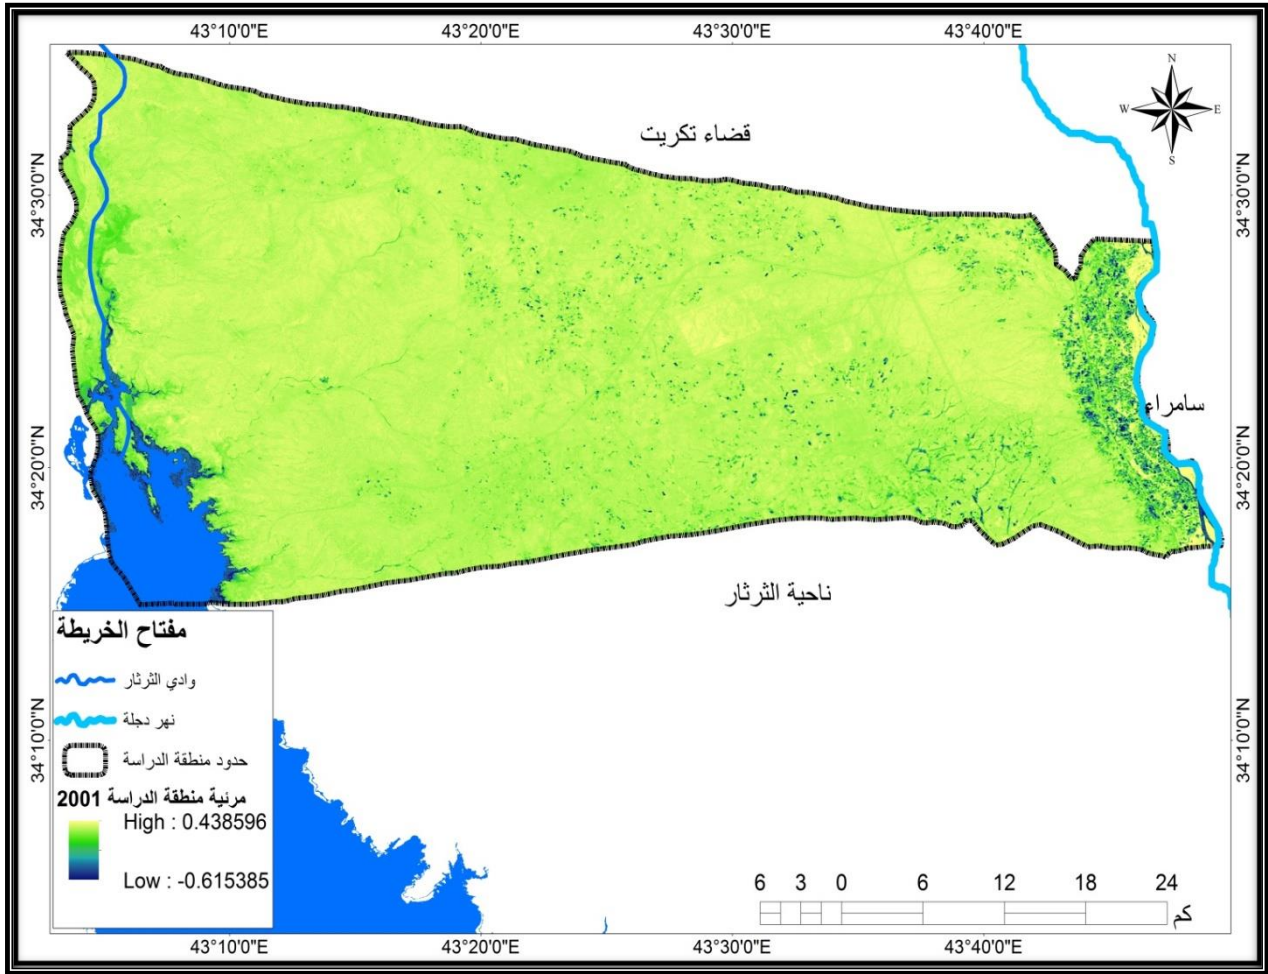 43°10'0"E 43°20'0"E 43°30'0"E 43°40'0"E
N
W E
S
قضاء تكريت
34°30'0"N 34°30'0"N
سامراء
34°20'0"N 34°20'0"N
ناحية الثرثار
مفتاح الخريطة
وادي الثرثار
نهر دجلة
حدود منطقة الدراسة
34°10'0"N 34°10'0"N
مرئية منطقة الدراسة 2001
High : 0.438596
Low : -0.615385
6 3 0 6 12 18 24
كم
43°10'0"E 43°20'0"E 43°30'0"E 43°40'0"E